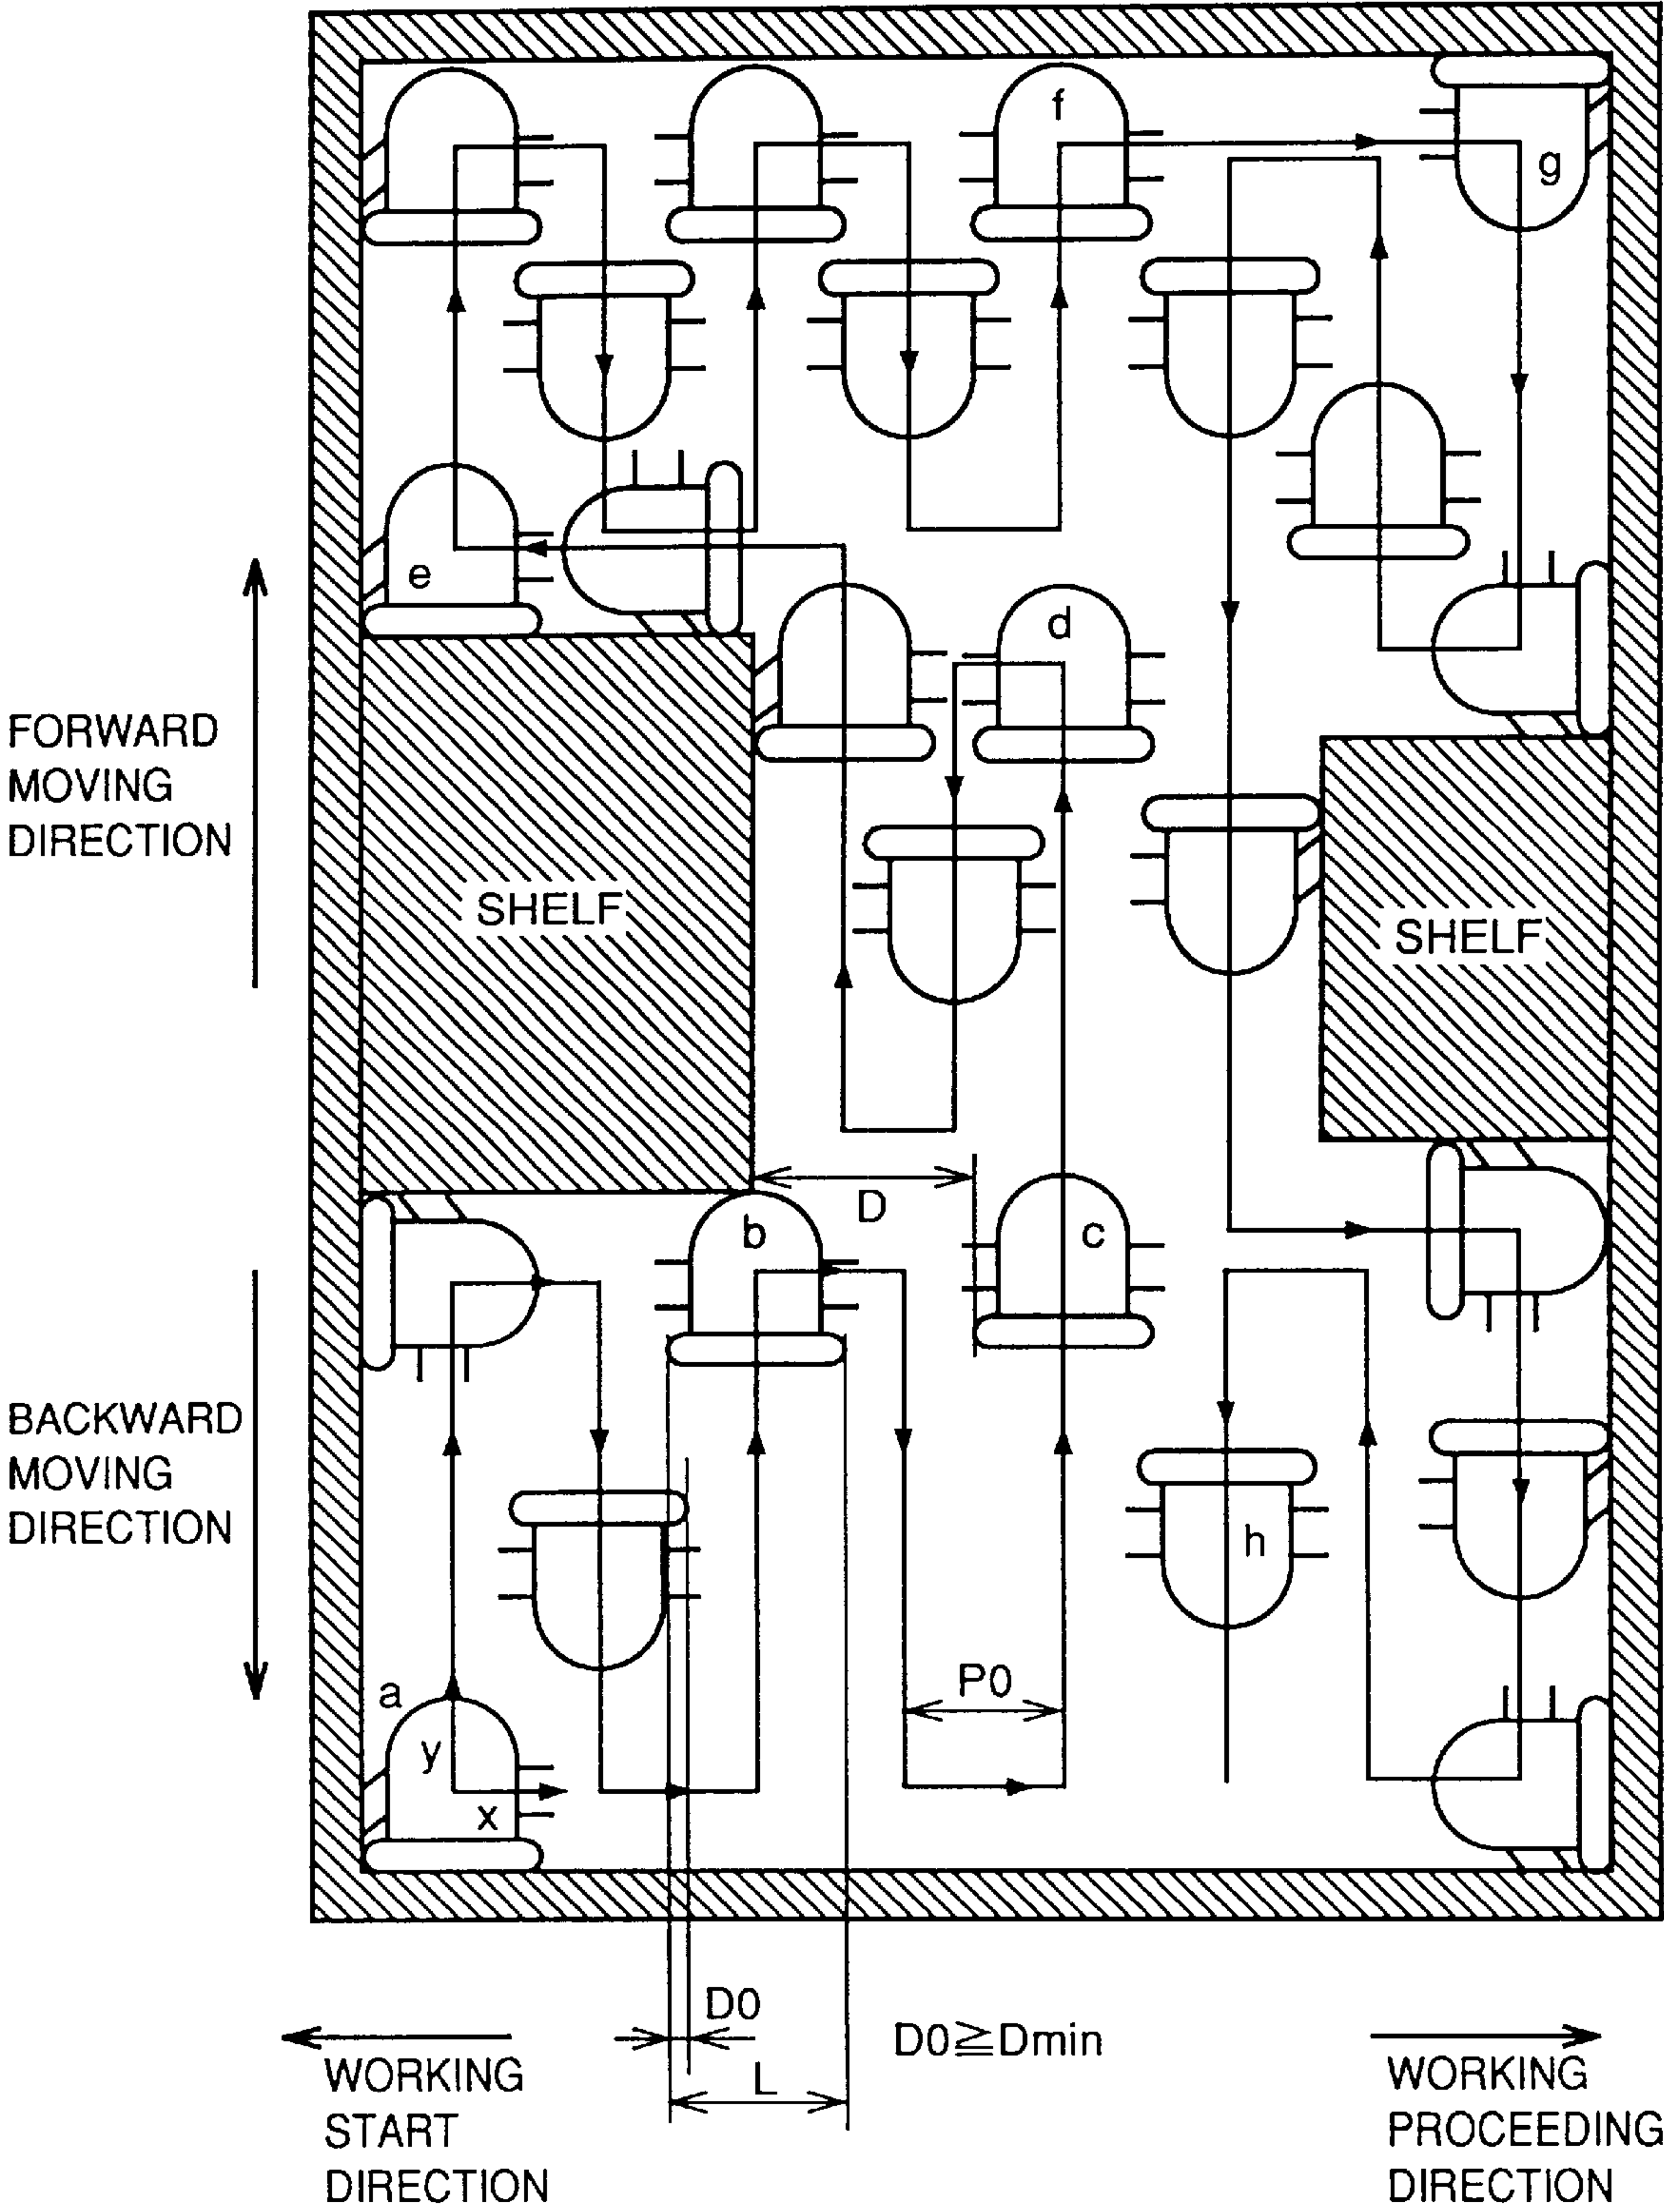 f
g
e
d
FORWARD
MOVING
DIRECTION
SHELF
SHELF
D
b
c
BACKWARD
MOVING
DIRECTION
h
P0
a
y
x
D0
D0≧Dmin
L
WORKING
START
DIRECTION
WORKING
PROCEEDING
DIRECTION